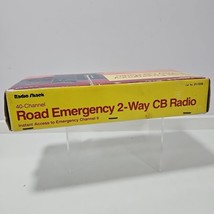 Radio Shack
40-Channel
Road Emergency 2-Way CB Radio
Instant Access to Emergency Channel 9